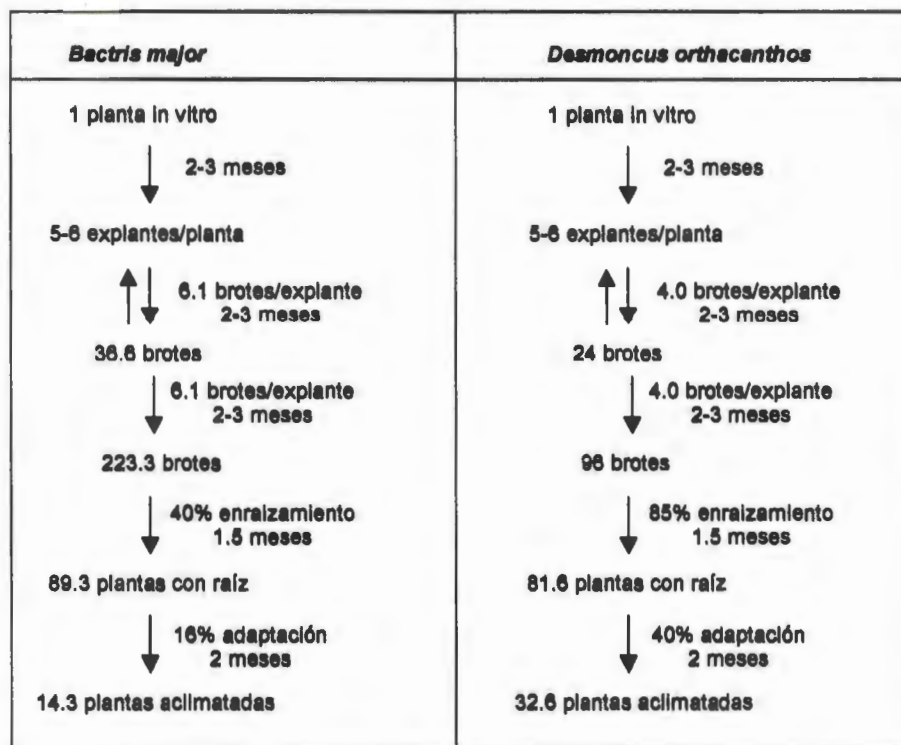 Bactris major
1 planta in vitro
2-3 meses
5-6 explantes/planta
6.1 brotes/explante
2-3 meses
36.6 brotes
6.1 brotes/explante
2-3 meses
223.3 brotes
40% enraizamiento
1.5 meses
89.3 plantas con raíz
16% adaptación
2 meses
14.3 plantas aclimatadas
Desmoncus orthacanthos
1 planta in vitro
2-3 meses
5-6 explantes/planta
4.0 brotes/explante
2-3 meses
24 brotes
4.0 brotes/explante
2-3 meses
96 brotes
85% enraizamiento
1.5 meses
81.6 plantas con raíz
40% adaptación
2 meses
32.6 plantas aclimatadas